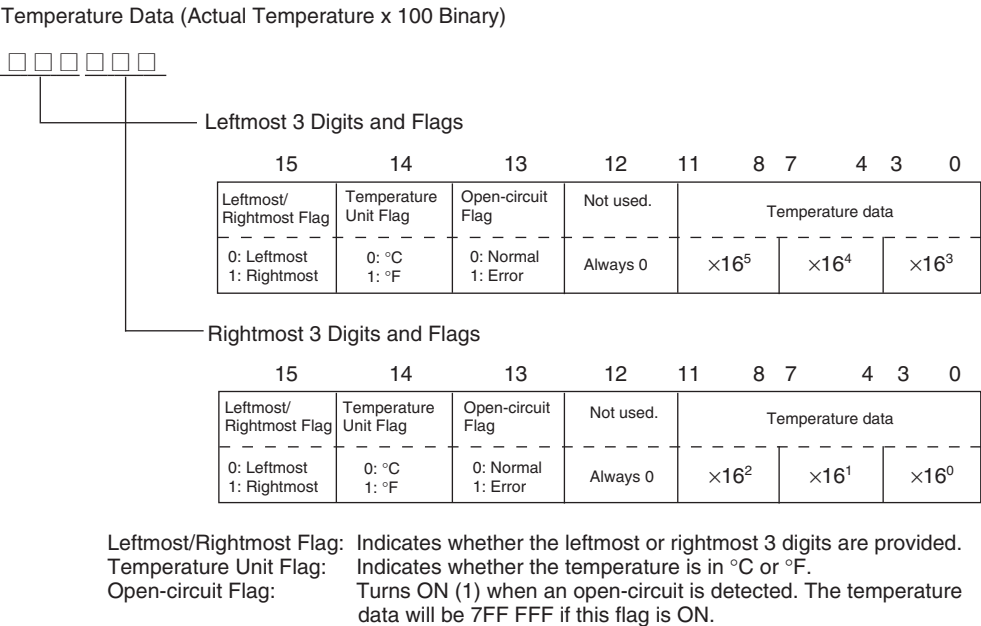 Temperature Data (Actual Temperature x 100 Binary)
□□□□□□
Leftmost 3 Digits and Flags
15 14 13 12 11 8 7 4 3 0
Leftmost/ Temperature Open-circuit Not used. Temperature data
Rightmost Flag Unit Flag Flag
0: Leftmost 0: °C 0: Normal Always 0 ×16⁵ ×16⁴ ×16³
1: Rightmost 1: °F 1: Error
Rightmost 3 Digits and Flags
15 14 13 12 11 8 7 4 3 0
Leftmost/ Temperature Open-circuit Not used. Temperature data
Rightmost Flag Unit Flag Flag
0: Leftmost 0: °C 0: Normal Always 0 ×16² ×16¹ ×16⁰
1: Rightmost 1: °F 1: Error
Leftmost/Rightmost Flag: Indicates whether the leftmost or rightmost 3 digits are provided.
Temperature Unit Flag: Indicates whether the temperature is in °C or °F.
Open-circuit Flag: Turns ON (1) when an open-circuit is detected. The temperature
data will be 7FF FFF if this flag is ON.